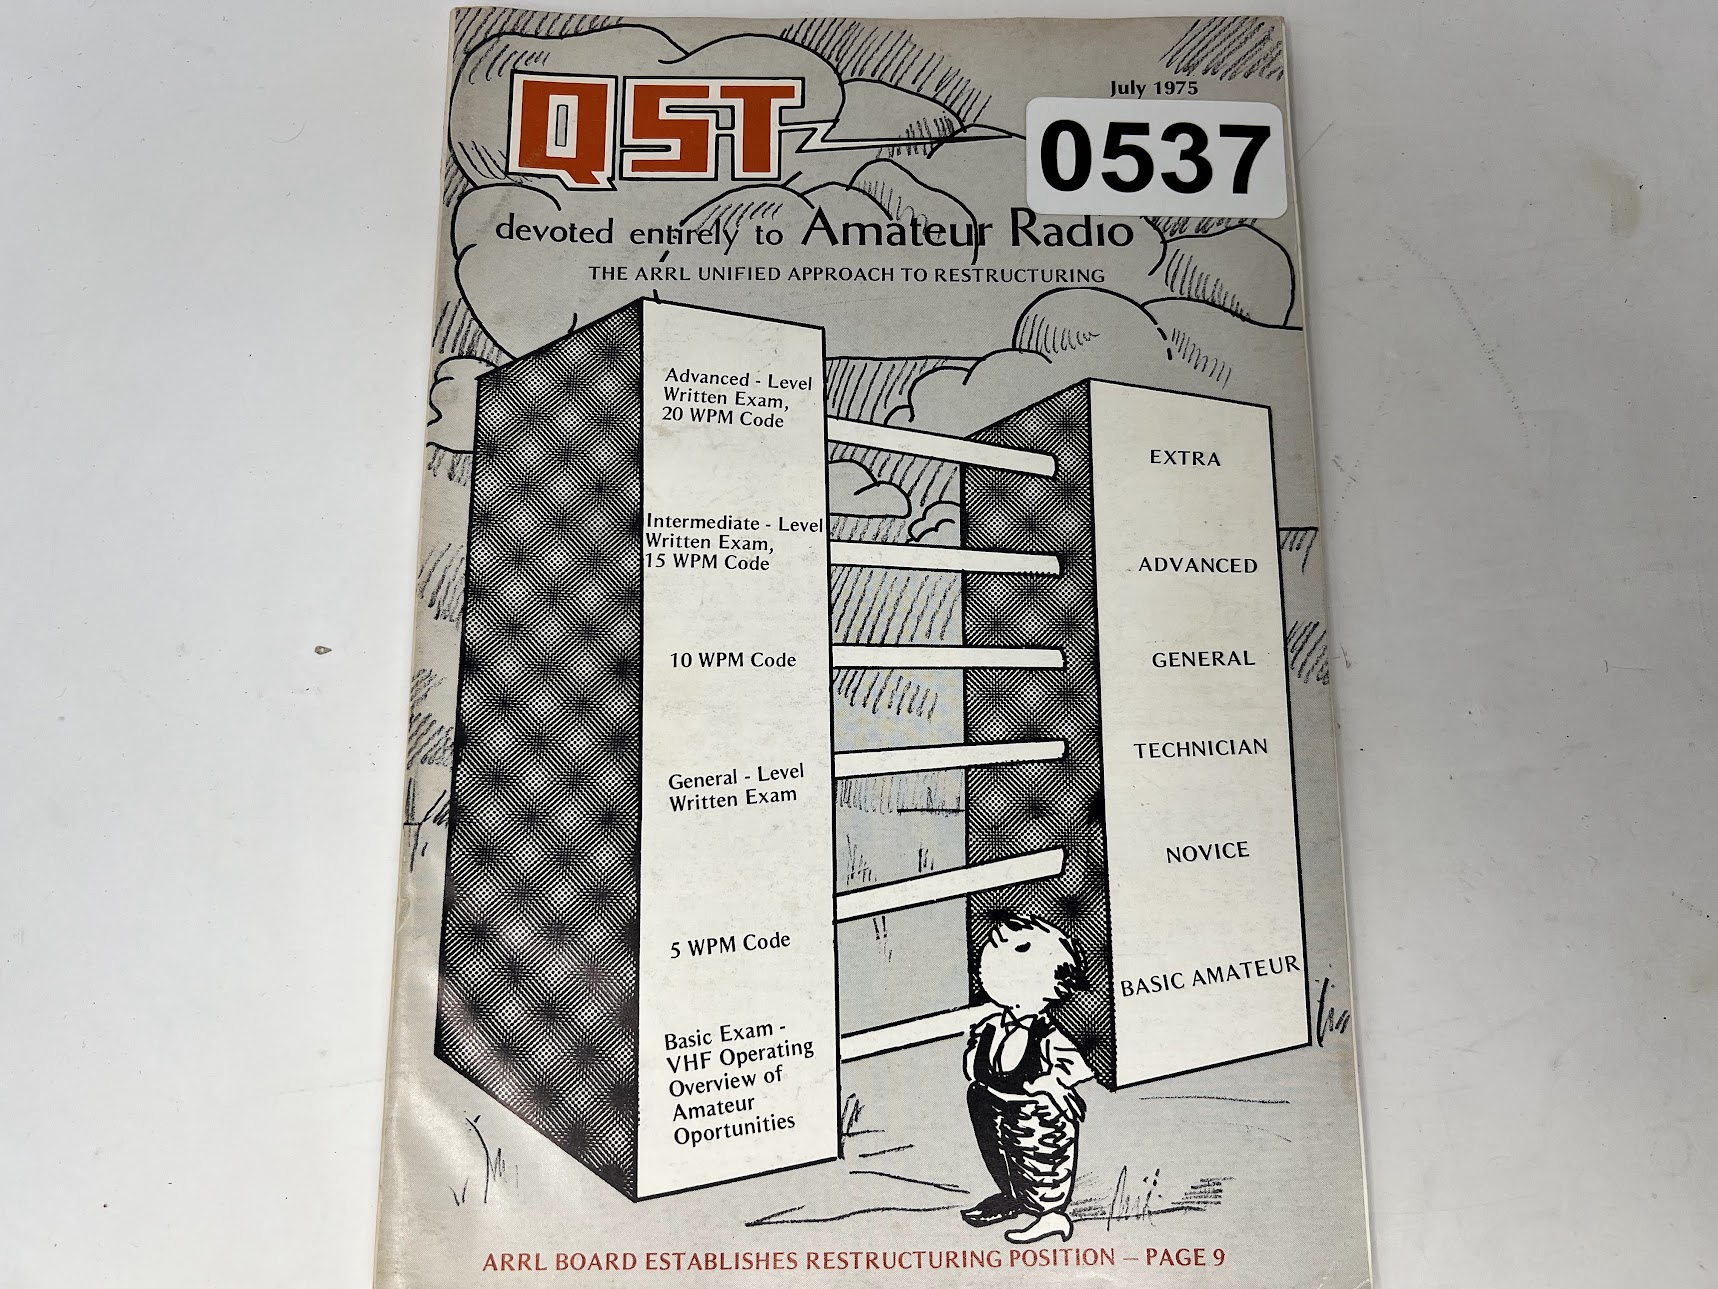 QST
July 1975
0537
devoted entirely to Amateur Radio
THE ARRL UNIFIED APPROACH TO RESTRUCTURING
Advanced - Level
Written Exam,
20 WPM Code
EXTRA
Intermediate - Level
Written Exam,
15 WPM Code
ADVANCED
10 WPM Code
GENERAL
General - Level
Written Exam
TECHNICIAN
5 WPM Code
NOVICE
Basic Exam -
VHF Operating
Overview of
Amateur
Oportunities
BASIC AMATEUR
ARRL BOARD ESTABLISHES RESTRUCTURING POSITION — PAGE 9